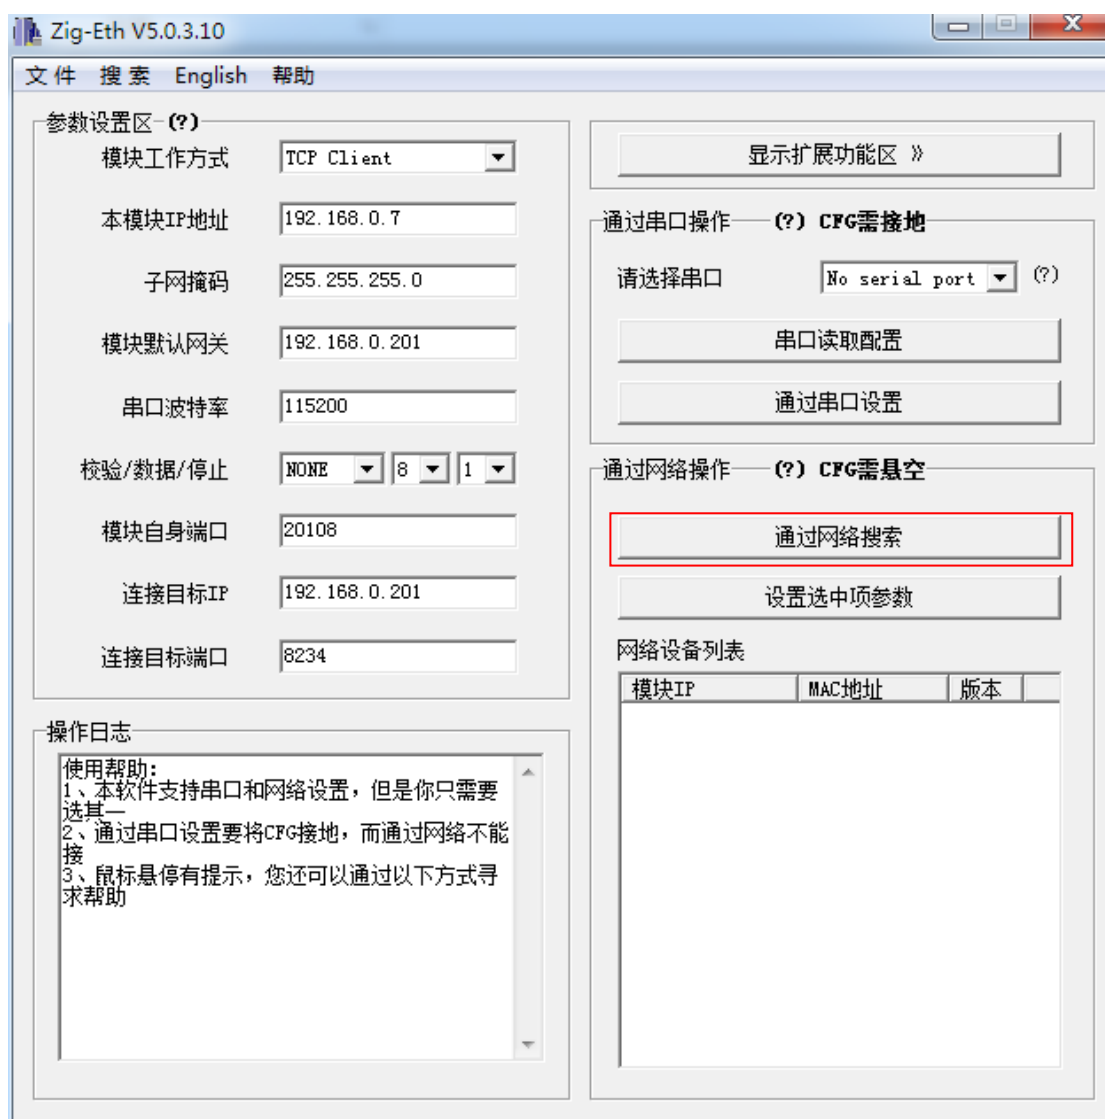 Zig-Eth V5.0.3.10
文件 搜索 English 帮助
参数设置区 (?)
模块工作方式 TCP Client
本模块IP地址 192.168.0.7
子网掩码 255.255.255.0
模块默认网关 192.168.0.201
串口波特率 115200
校验/数据/停止 NONE 8 1
模块自身端口 20108
连接目标IP 192.168.0.201
连接目标端口 8234
操作日志
使用帮助:
1、本软件支持串口和网络设置，但是你只需要
选其一
2、通过串口设置要将CFG接地，而通过网络不能
接
3、鼠标悬停有提示，您还可以通过以下方式寻
求帮助
显示扩展功能区 》
通过串口操作 (?) CFG需接地
请选择串口 No serial port (?)
串口读取配置
通过串口设置
通过网络操作 (?) CFG需悬空
通过网络搜索
设置选中项参数
网络设备列表
模块IP MAC地址 版本